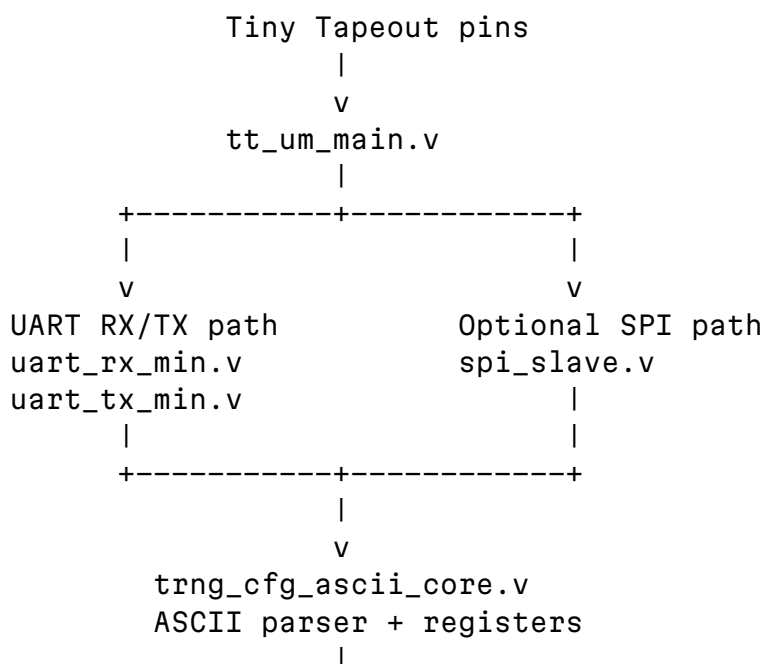 Tiny Tapeout pins
|
v
tt_um_main.v
|
+-----------+------------+
|                        |
v                        v
UART RX/TX path          Optional SPI path
uart_rx_min.v            spi_slave.v
uart_tx_min.v                 |
|                        |
+-----------+------------+
|
v
trng_cfg_ascii_core.v
ASCII parser + registers
|